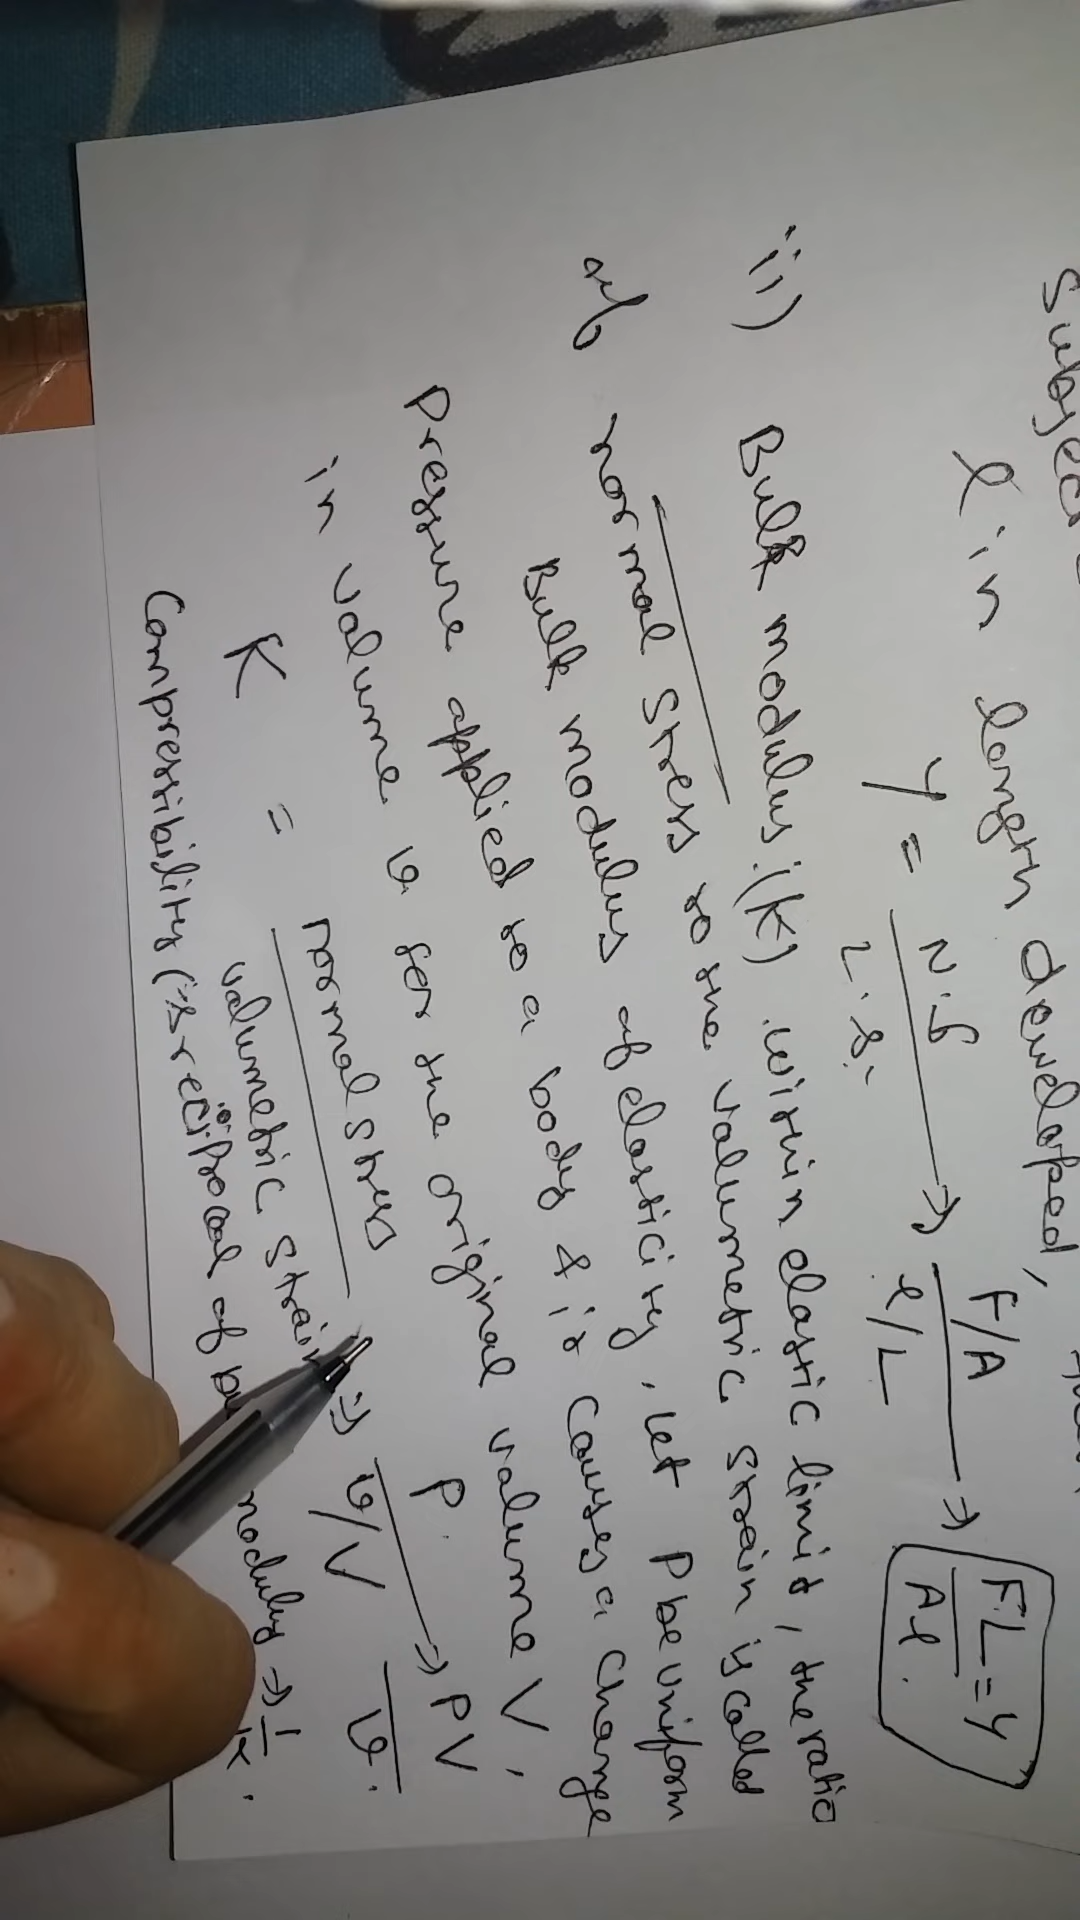 l in length developed,
Y = N.S / L.S. ⇒ F/A / l/L ⇒ FL/Al = Y
ii) Bulk modulus:(K) within elastic limit, the ratio
of normal stress to the volumetric strain is called
Bulk modulus of elasticity, let P be uniform
Pressure applied to a body & it causes a change
in volume v for the original volume V,
K = normal stress / volumetric strain ⇒ P / v/V ⇒ PV / v.
Compressibility is reciprocal of modulus → 1/K.